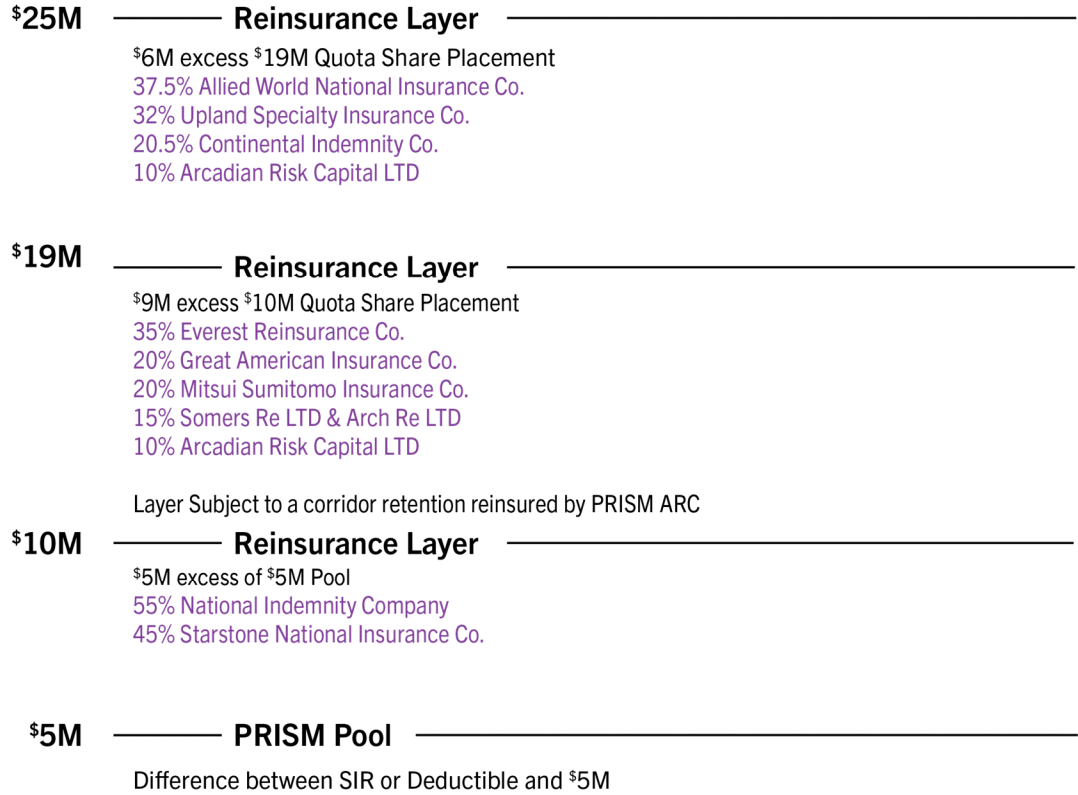 $25M Reinsurance Layer
$6M excess $19M Quota Share Placement
37.5% Allied World National Insurance Co.
32% Upland Specialty Insurance Co.
20.5% Continental Indemnity Co.
10% Arcadian Risk Capital LTD
$19M Reinsurance Layer
$9M excess $10M Quota Share Placement
35% Everest Reinsurance Co.
20% Great American Insurance Co.
20% Mitsui Sumitomo Insurance Co.
15% Somers Re LTD & Arch Re LTD
10% Arcadian Risk Capital LTD
Layer Subject to a corridor retention reinsured by PRISM ARC
$10M Reinsurance Layer
$5M excess of $5M Pool
55% National Indemnity Company
45% Starstone National Insurance Co.
$5M PRISM Pool
Difference between SIR or Deductible and $5M